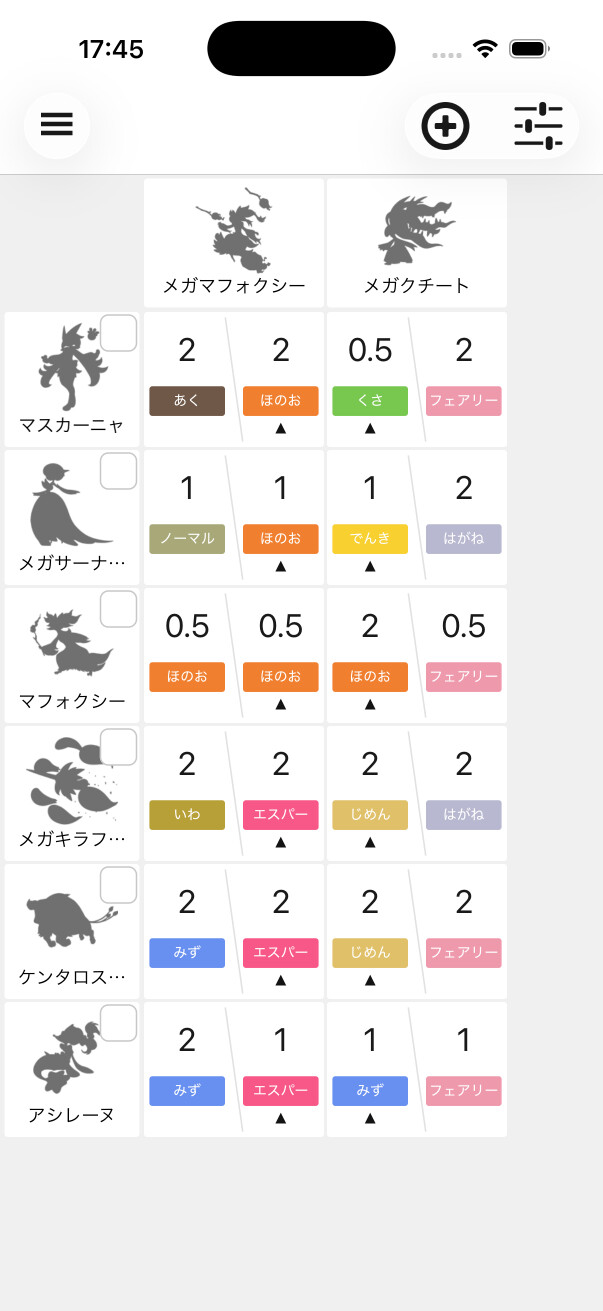 17:45
メガマフォクシー メガクチート
マスカーニャ
2 2 0.5 2
あく ほのお くさ フェアリー
▲ ▲
メガサーナ…
1 1 1 2
ノーマル ほのお でんき はがね
▲ ▲
マフォクシー
0.5 0.5 2 0.5
ほのお ほのお ほのお フェアリー
▲ ▲
メガキラフ…
2 2 2 2
いわ エスパー じめん はがね
▲ ▲
ケンタロス…
2 2 2 2
みず エスパー じめん フェアリー
▲ ▲
アシレーヌ
2 1 1 1
みず エスパー みず フェアリー
▲ ▲